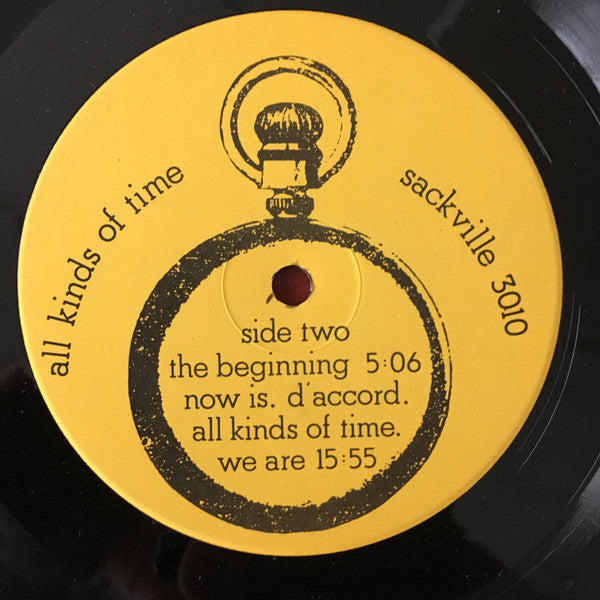 all kinds of time
sackville 3010
side two
the beginning 5:06
now is. d'accord.
all kinds of time.
we are 15:55